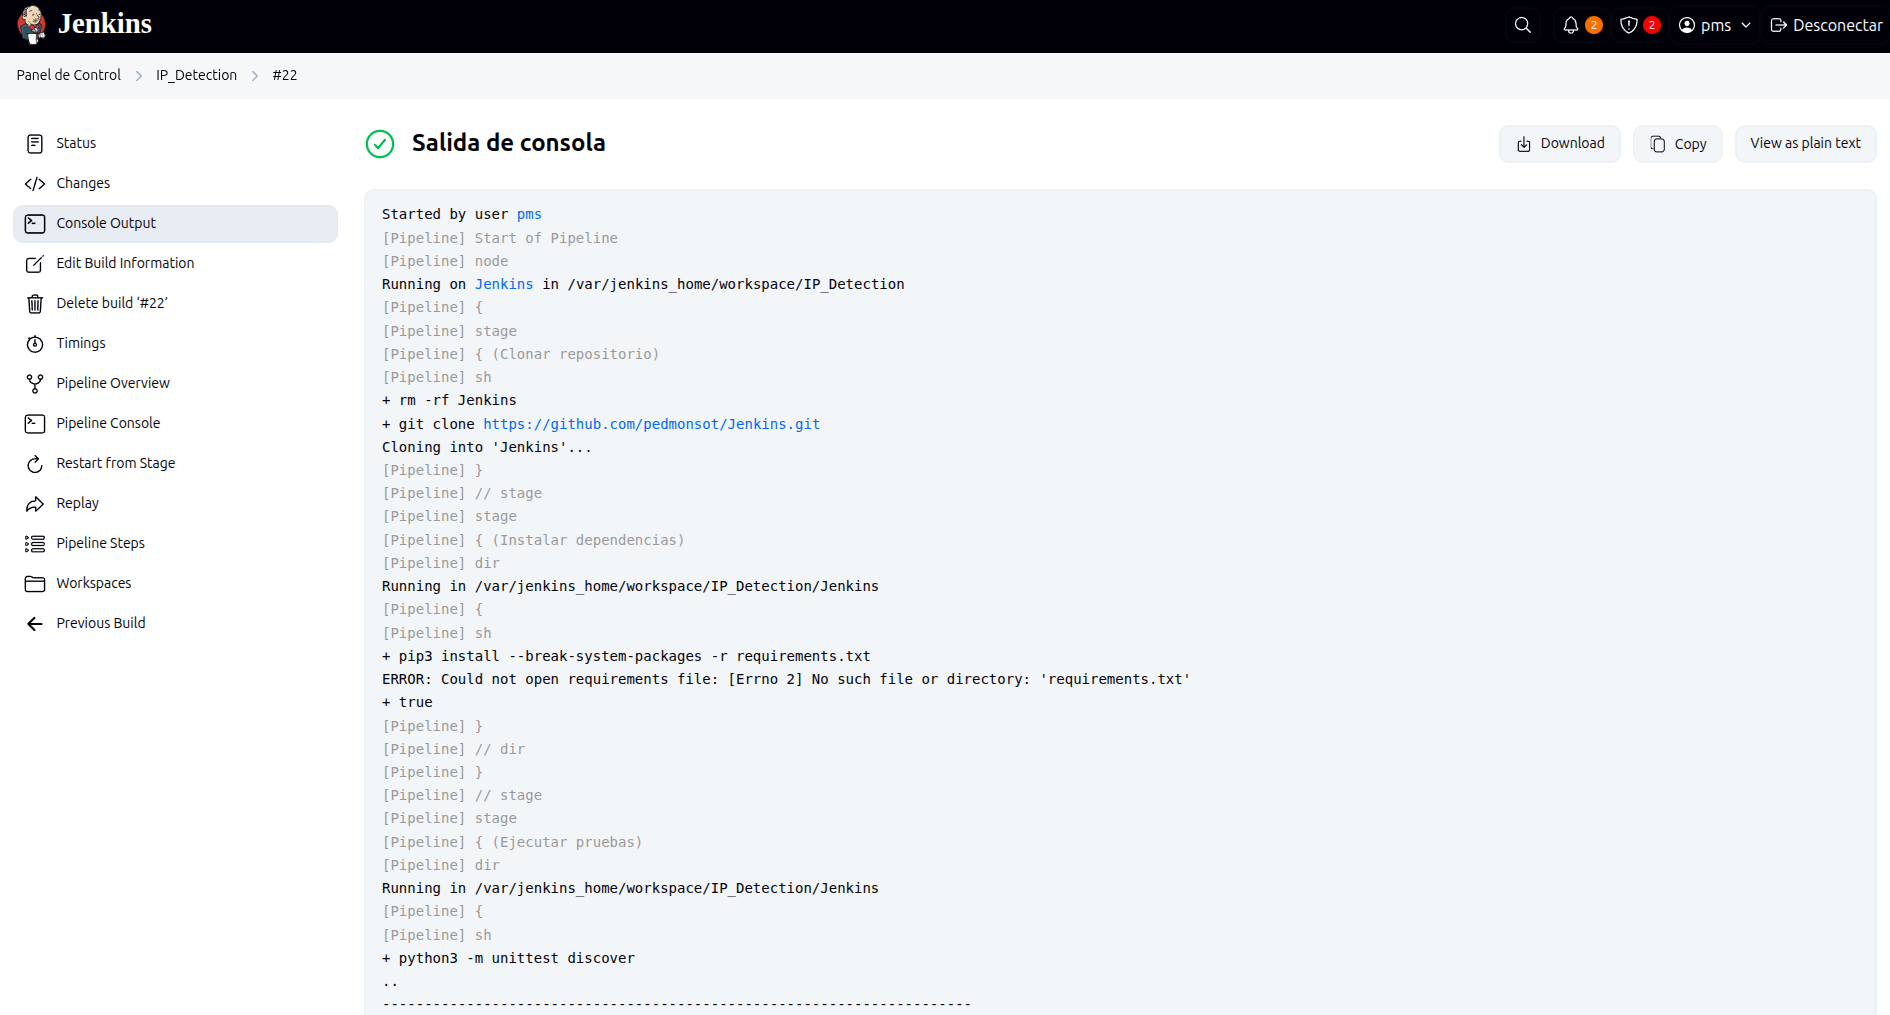 Jenkins
2
2
pms
Desconectar
Panel de Control
IP_Detection
#22
Status
Changes
Console Output
Edit Build Information
Delete build ‘#22’
Timings
Pipeline Overview
Pipeline Console
Restart from Stage
Replay
Pipeline Steps
Workspaces
Previous Build
Salida de consola
Download
Copy
View as plain text
Started by user pms
[Pipeline] Start of Pipeline
[Pipeline] node
Running on Jenkins in /var/jenkins_home/workspace/IP_Detection
[Pipeline] {
[Pipeline] stage
[Pipeline] { (Clonar repositorio)
[Pipeline] sh
+ rm -rf Jenkins
+ git clone https://github.com/pedmonsot/Jenkins.git
Cloning into 'Jenkins'...
[Pipeline] }
[Pipeline] // stage
[Pipeline] stage
[Pipeline] { (Instalar dependencias)
[Pipeline] dir
Running in /var/jenkins_home/workspace/IP_Detection/Jenkins
[Pipeline] {
[Pipeline] sh
+ pip3 install --break-system-packages -r requirements.txt
ERROR: Could not open requirements file: [Errno 2] No such file or directory: 'requirements.txt'
+ true
[Pipeline] }
[Pipeline] // dir
[Pipeline] }
[Pipeline] // stage
[Pipeline] stage
[Pipeline] { (Ejecutar pruebas)
[Pipeline] dir
Running in /var/jenkins_home/workspace/IP_Detection/Jenkins
[Pipeline] {
[Pipeline] sh
+ python3 -m unittest discover
..
----------------------------------------------------------------------